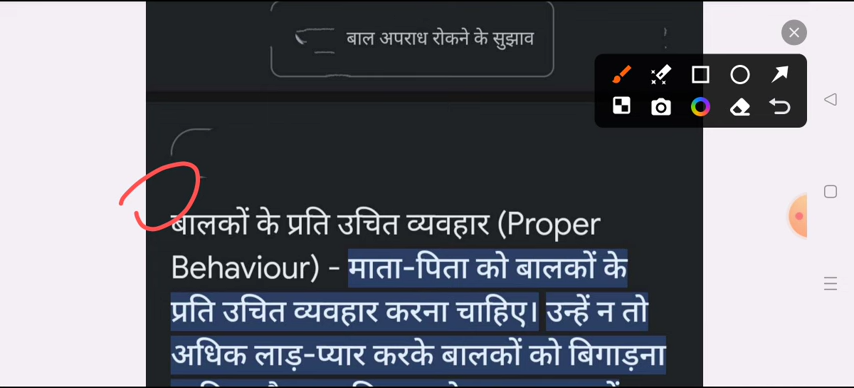 बाल अपराध रोकने के सुझाव
बालकों के प्रति उचित व्यवहार (Proper
Behaviour) - माता-पिता को बालकों के
प्रति उचित व्यवहार करना चाहिए। उन्हें न तो
अधिक लाड़-प्यार करके बालकों को बिगाड़ना